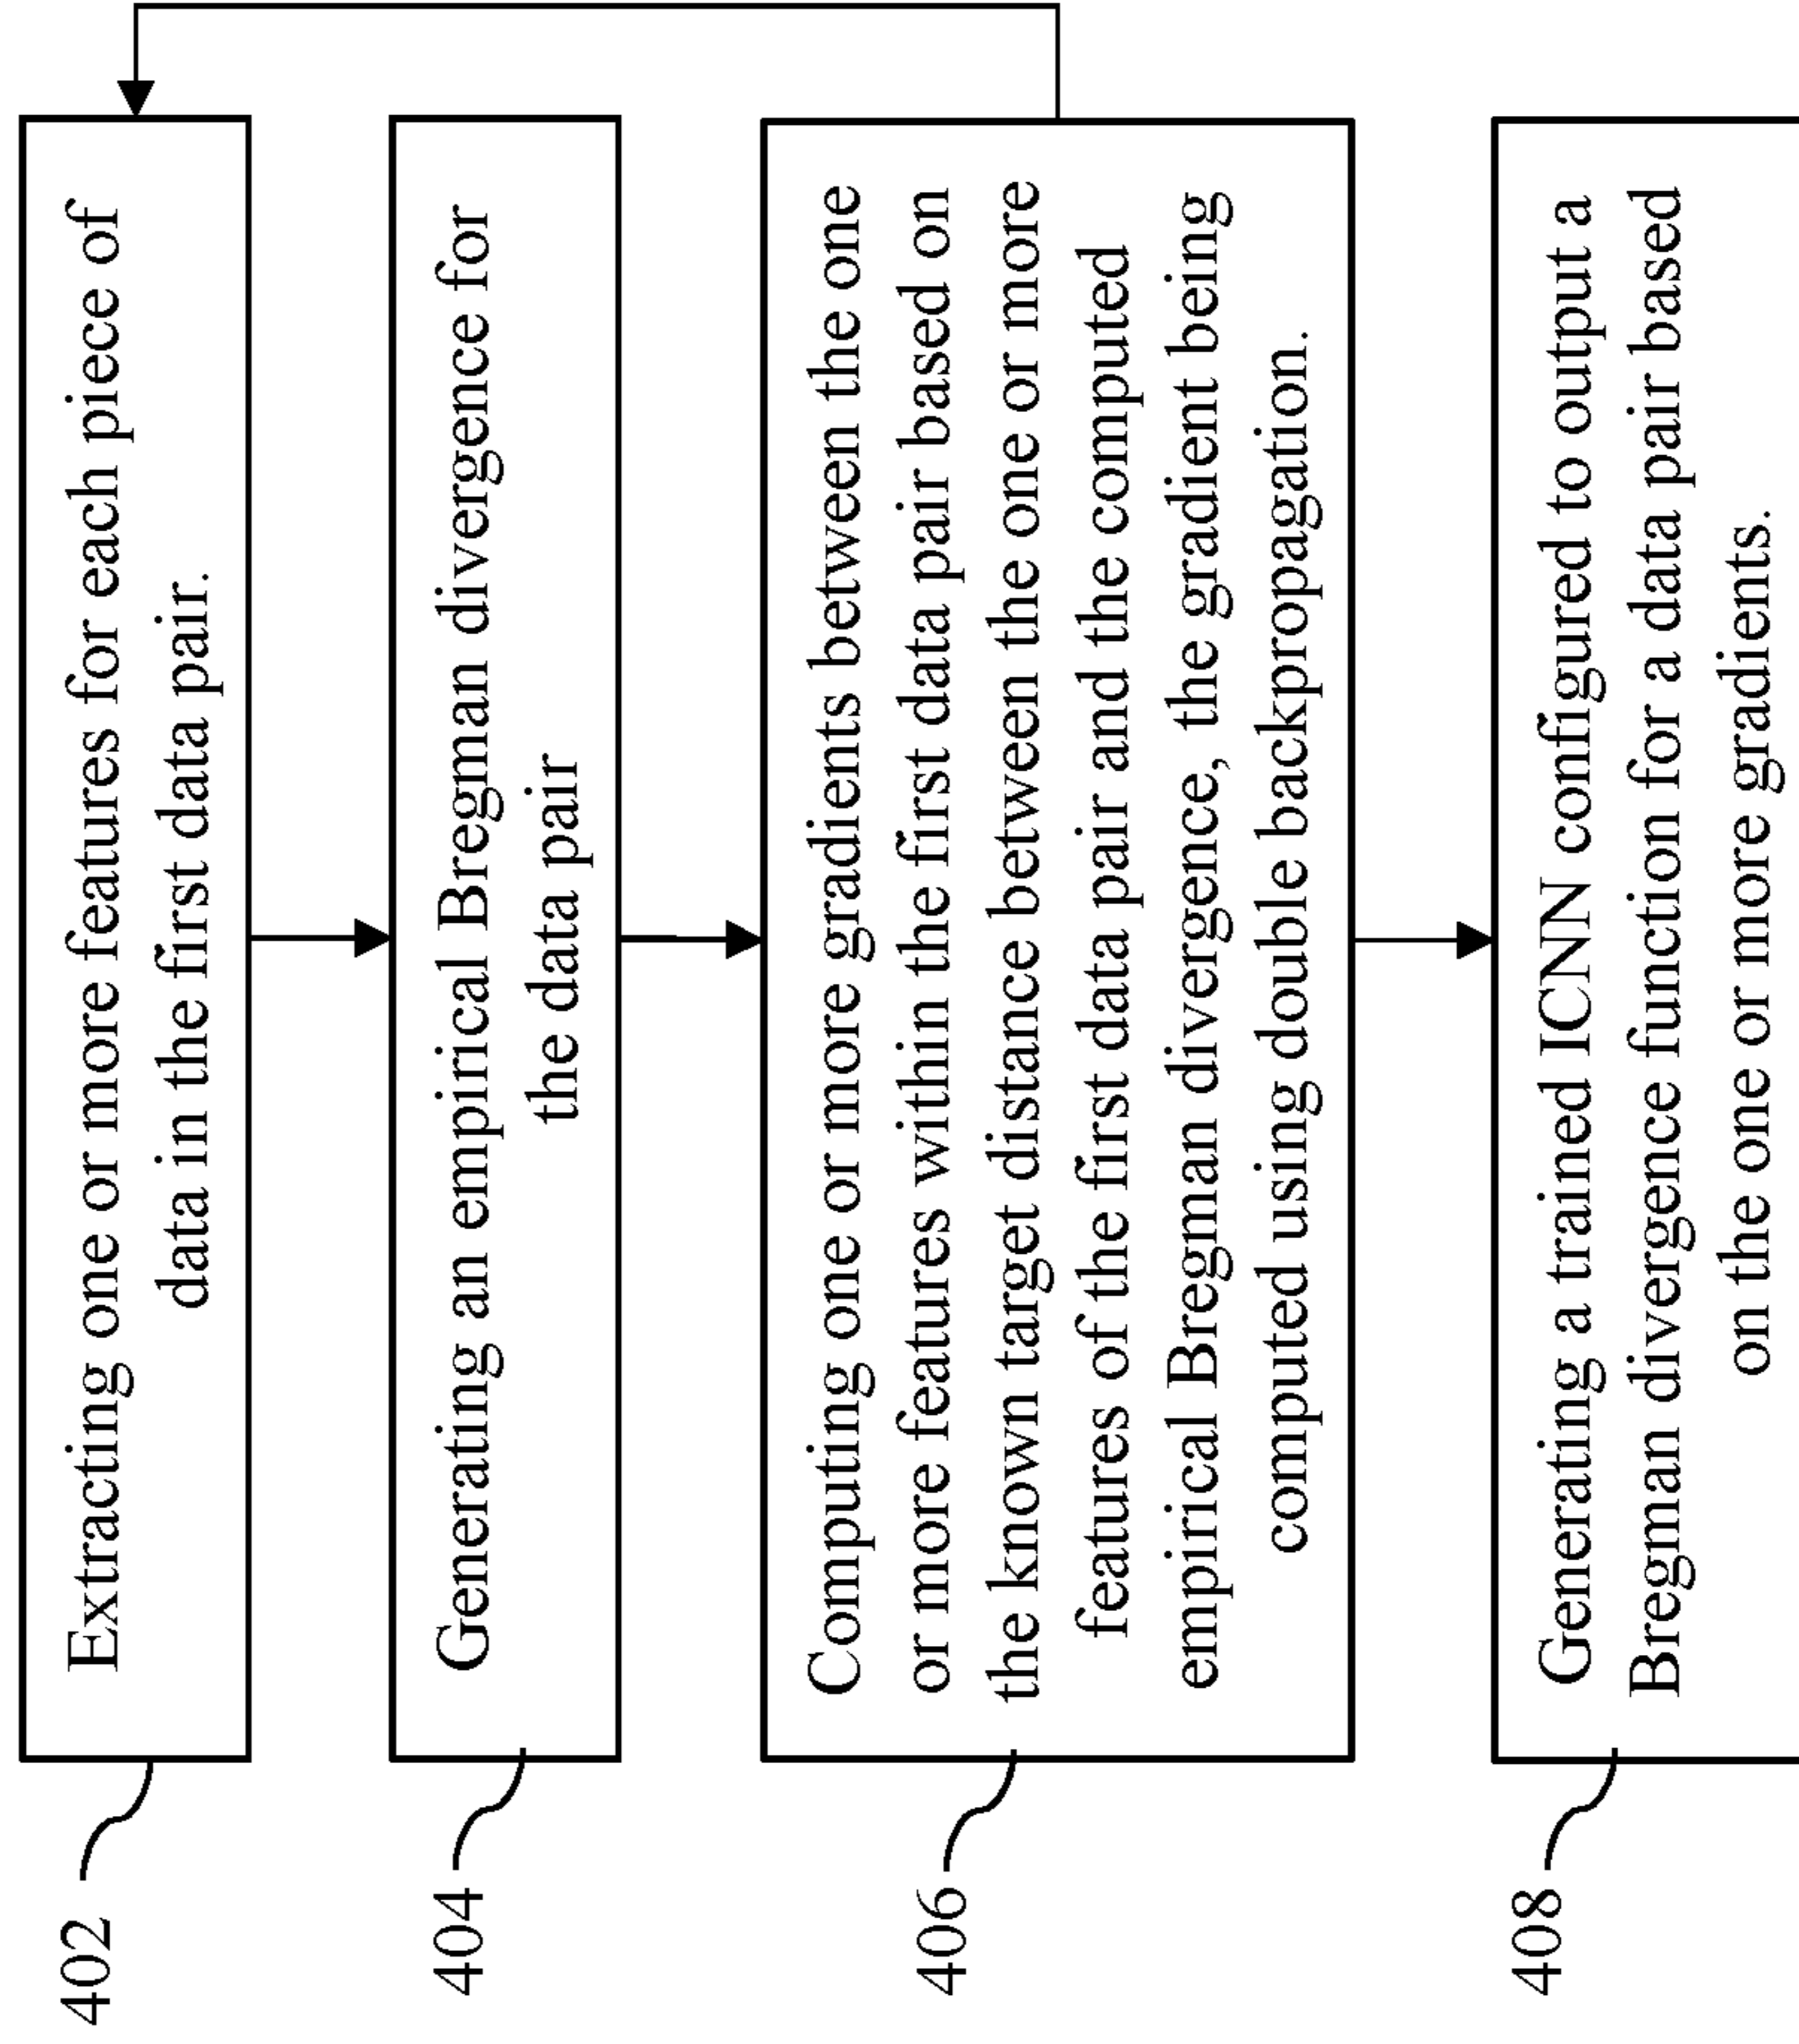 402
Extracting one or more features for each piece of
data in the first data pair.
404
Generating an empirical Bregman divergence for
the data pair
406
Computing one or more gradients between the one
or more features within the first data pair based on
the known target distance between the one or more
features of the first data pair and the computed
empirical Bregman divergence, the gradient being
computed using double backpropagation.
408
Generating a trained ICNN configured to output a
Bregman divergence function for a data pair based
on the one or more gradients.